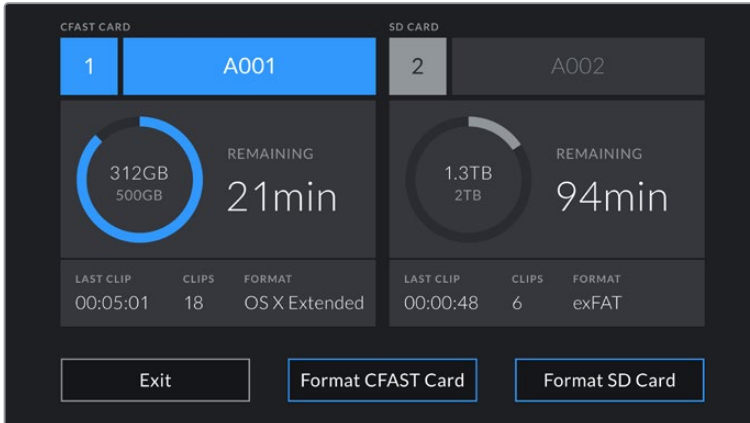 CFAST CARD
1 A001
312GB
500GB
REMAINING
21min
LAST CLIP CLIPS FORMAT
00:05:01 18 OS X Extended
SD CARD
2 A002
1.3TB
2TB
REMAINING
94min
LAST CLIP CLIPS FORMAT
00:00:48 6 exFAT
Exit Format CFAST Card Format SD Card